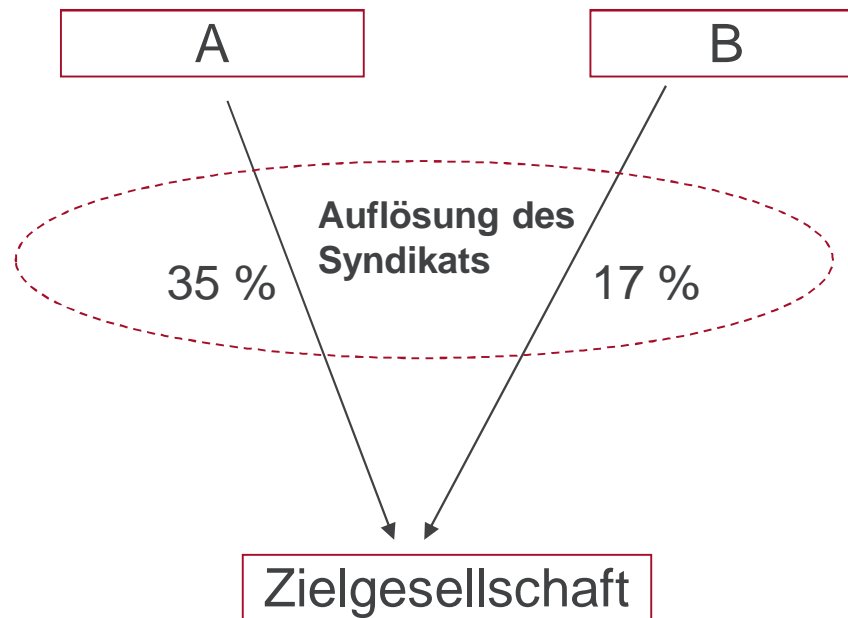 A
B
Auflösung des
Syndikats
35 %
17 %
Zielgesellschaft